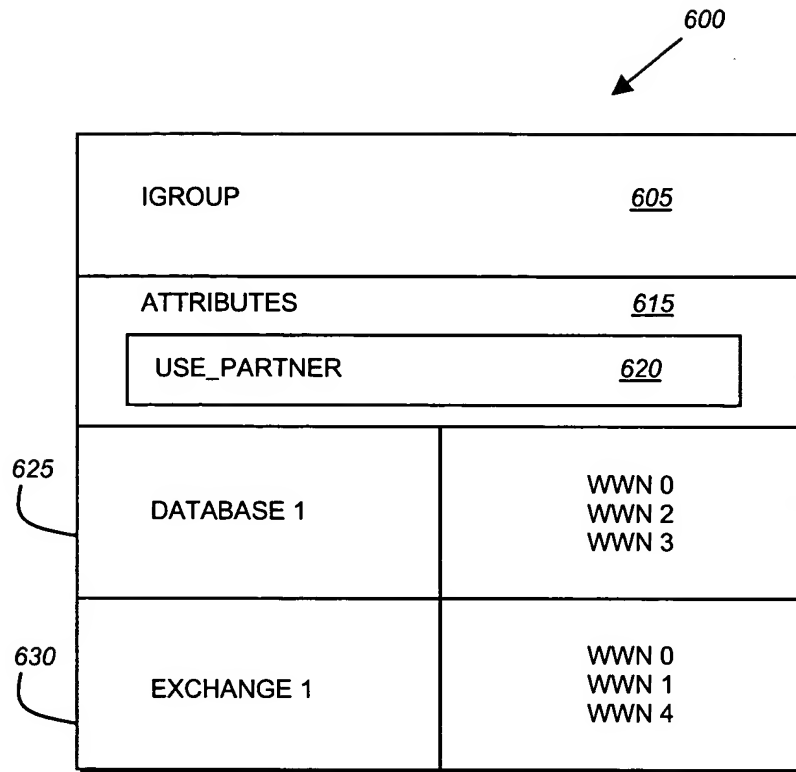 600
IGROUP 605
ATTRIBUTES 615
USE_PARTNER 620
625
DATABASE 1
WWN 0
WWN 2
WWN 3
630
EXCHANGE 1
WWN 0
WWN 1
WWN 4